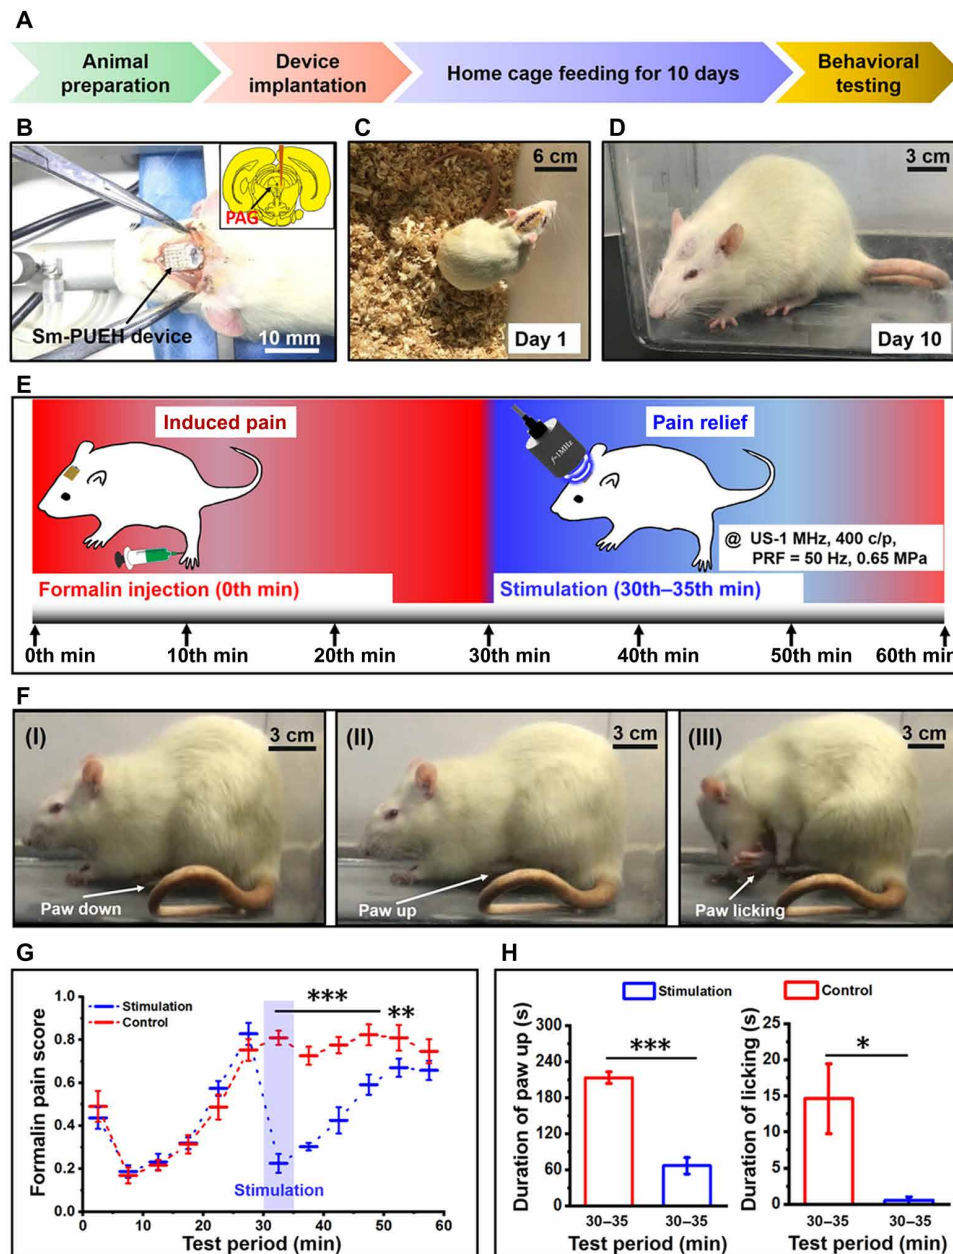 A
Animal
preparation
Device
implantation
Home cage feeding for 10 days
Behavioral
testing
B
PAG
Sm-PUEH device
10 mm
C
6 cm
Day 1
D
3 cm
Day 10
E
Induced pain
Pain relief
f~1MHz
@ US-1 MHz, 400 c/p,
PRF = 50 Hz, 0.65 MPa
Formalin injection (0th min)
Stimulation (30th–35th min)
0th min
10th min
20th min
30th min
40th min
50th min
60th min
F
(I)
3 cm
Paw down
(II)
3 cm
Paw up
(III)
3 cm
Paw licking
G
Formalin pain score
1.0
0.8
0.6
0.4
0.2
0.0
Stimulation
Control
***
**
Stimulation
0
10
20
30
40
50
60
Test period (min)
H
Stimulation
Control
Duration of paw up (s)
300
240
180
120
60
0
***
30–35
30–35
Test period (min)
Duration of licking (s)
25
20
15
10
5
0
*
30–35
30–35
Test period (min)